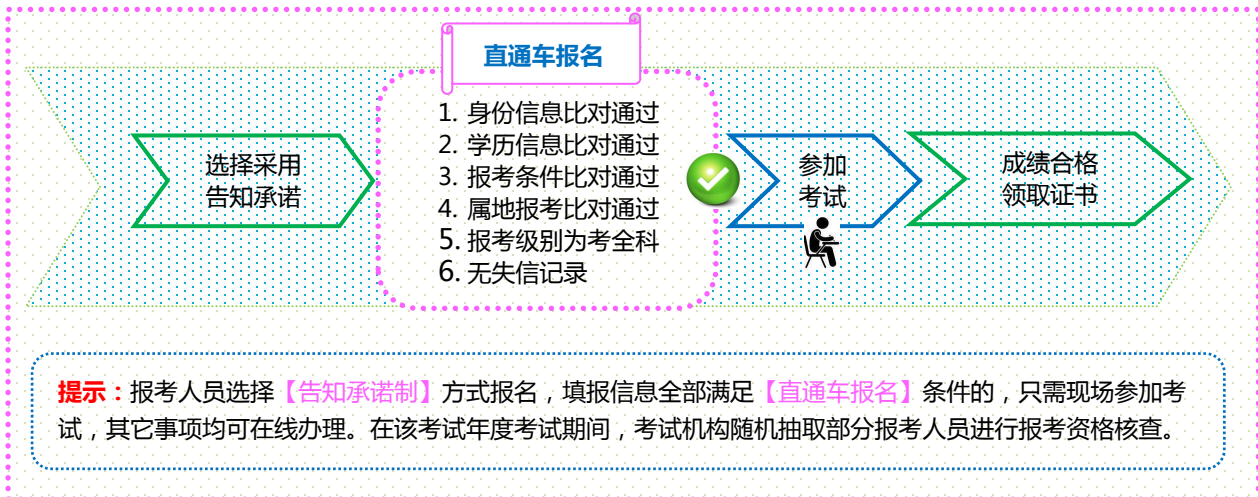 直通车报名
选择采用
告知承诺
1. 身份信息比对通过
2. 学历信息比对通过
3. 报考条件比对通过
4. 属地报考比对通过
5. 报考级别为考全科
6. 无失信记录
参加
考试
成绩合格
领取证书
提示：报考人员选择【告知承诺制】方式报名，填报信息全部满足【直通车报名】条件的，只需现场参加考
试，其它事项均可在线办理。在该考试年度考试期间，考试机构随机抽取部分报考人员进行报考资格核查。